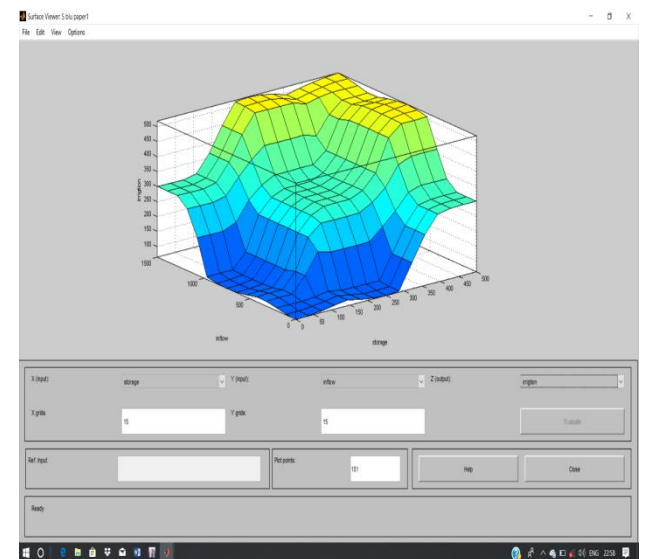 Surface Viewer: S blu paper1
File Edit View Options
500
450
400
350
300
250
200
150
100
irrigtion
1500
1000
500
0
inflow
0 50 100 150 200 250 300 350 400 450 500
storage
X (input): storage Y (input): inflow Z (output): irrigtion
X grids: 15 Y grids: 15 Evaluate
Ref. Input: Plot points: 101 Help Close
Ready
ENG 22:58